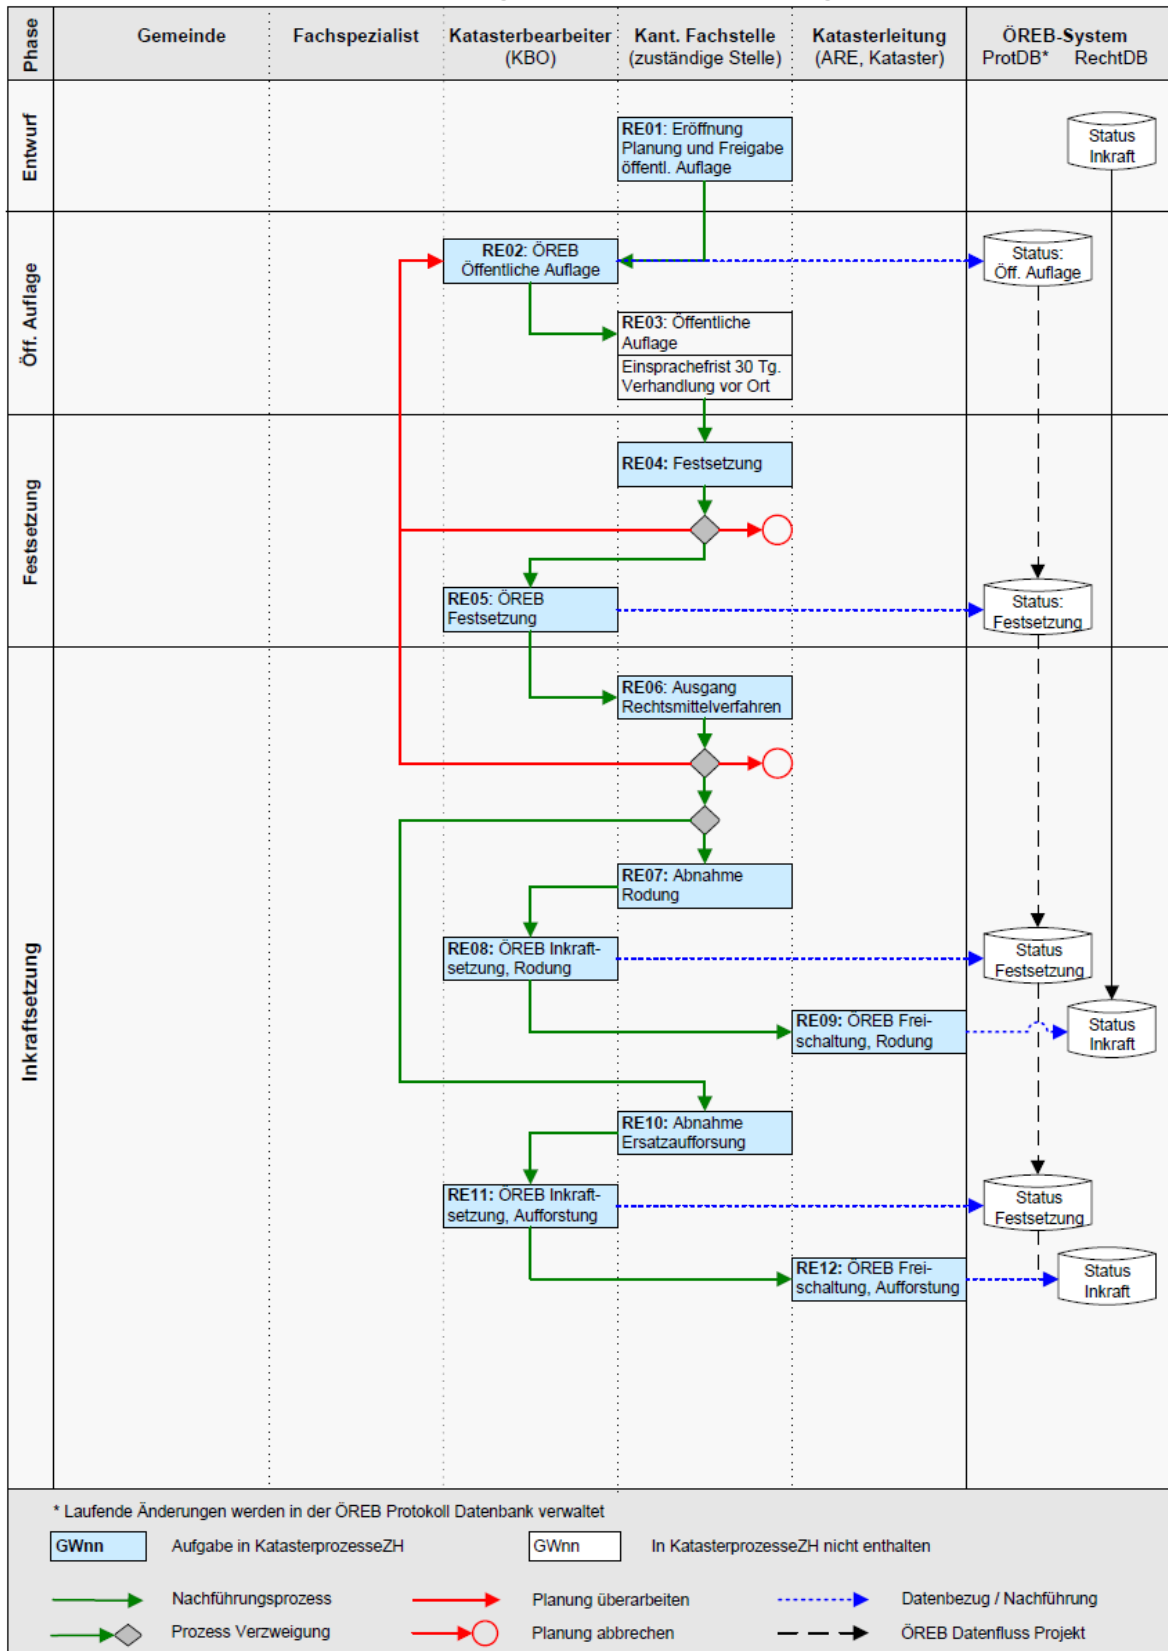 Phase
Gemeinde
Fachspezialist
Katasterbearbeiter
(KBO)
Kant. Fachstelle
(zuständige Stelle)
Katasterleitung
(ARE, Kataster)
ÖREB-System
ProtDB* RechtDB
Entwurf
RE01: Eröffnung
Planung und Freigabe
öffentl. Auflage
Status
Inkraft
Öff. Auflage
RE02: ÖREB
Öffentliche Auflage
Status:
Öff. Auflage
RE03: Öffentliche
Auflage
Einsprachefrist 30 Tg.
Verhandlung vor Ort
Festsetzung
RE04: Festsetzung
RE05: ÖREB
Festsetzung
Status:
Festsetzung
Inkraftsetzung
RE06: Ausgang
Rechtsmittelverfahren
RE07: Abnahme
Rodung
RE08: ÖREB Inkraft-
setzung, Rodung
Status
Festsetzung
RE09: ÖREB Frei-
schaltung, Rodung
Status
Inkraft
RE10: Abnahme
Ersatzaufforsung
RE11: ÖREB Inkraft-
setzung, Aufforstung
Status
Festsetzung
RE12: ÖREB Frei-
schaltung, Aufforstung
Status
Inkraft
* Laufende Änderungen werden in der ÖREB Protokoll Datenbank verwaltet
GWnn Aufgabe in KatasterprozesseZH
GWnn In KatasterprozesseZH nicht enthalten
Nachführungsprozess
Planung überarbeiten
Datenbezug / Nachführung
Prozess Verzweigung
Planung abbrechen
ÖREB Datenfluss Projekt